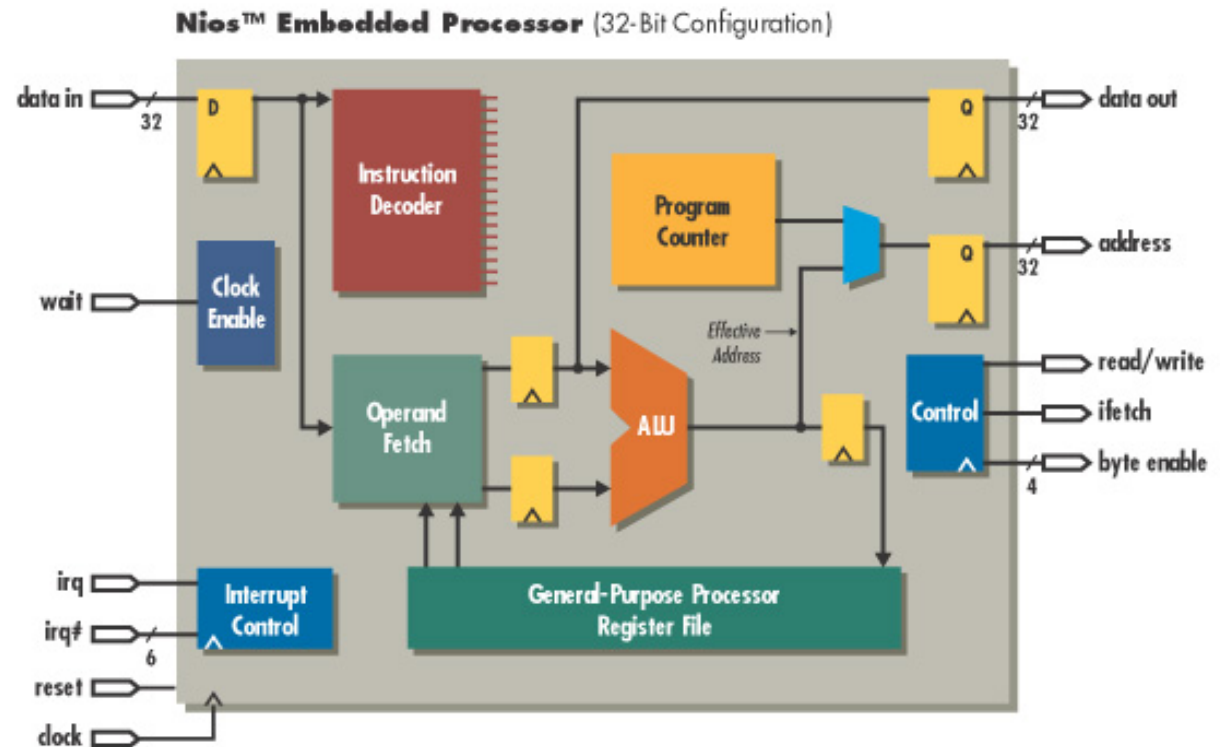 Nios™ Embedded Processor (32-Bit Configuration)
data in
32
D
Instruction
Decoder
Q
32
data out
Program
Counter
Q
32
address
wait
Clock
Enable
Effective
Address
Operand
Fetch
ALU
Control
read/write
ifetch
byte enable
4
irq
irq#
6
Interrupt
Control
General-Purpose Processor
Register File
reset
clock